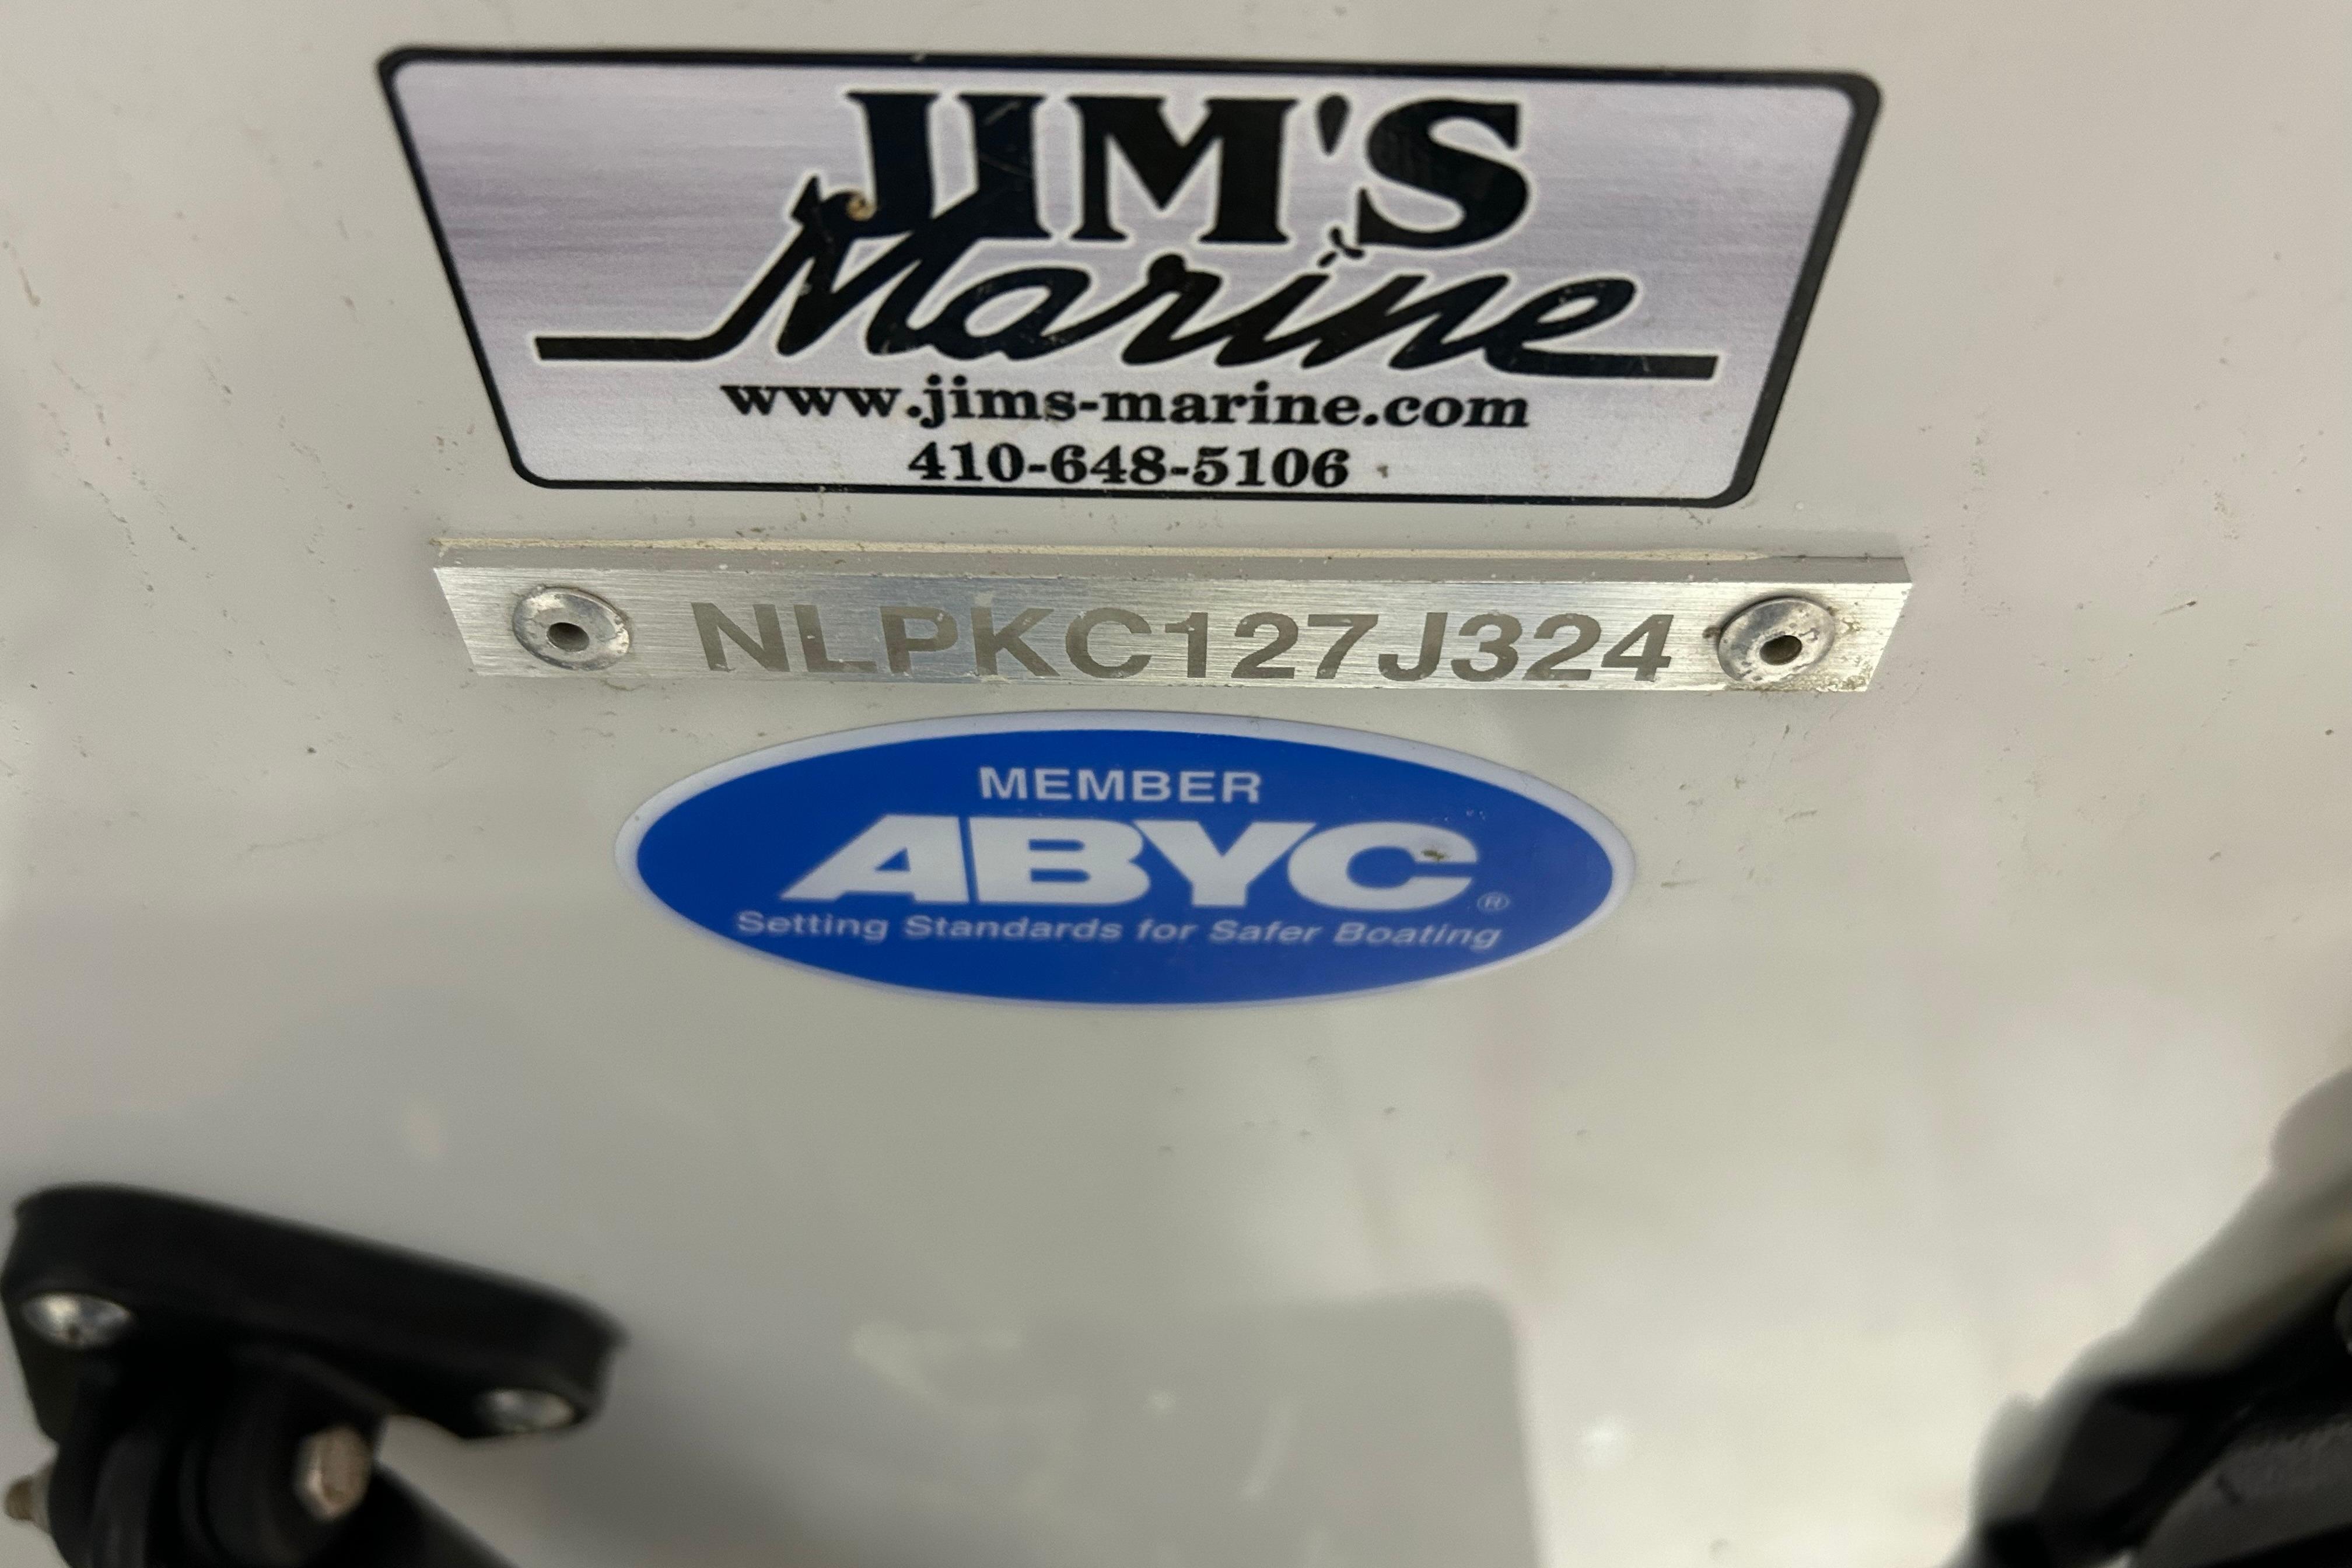 JIM'S
Marine
www.jims-marine.com
410-648-5106
NLPKC127J324
MEMBER
ABYC®
Setting Standards for Safer Boating